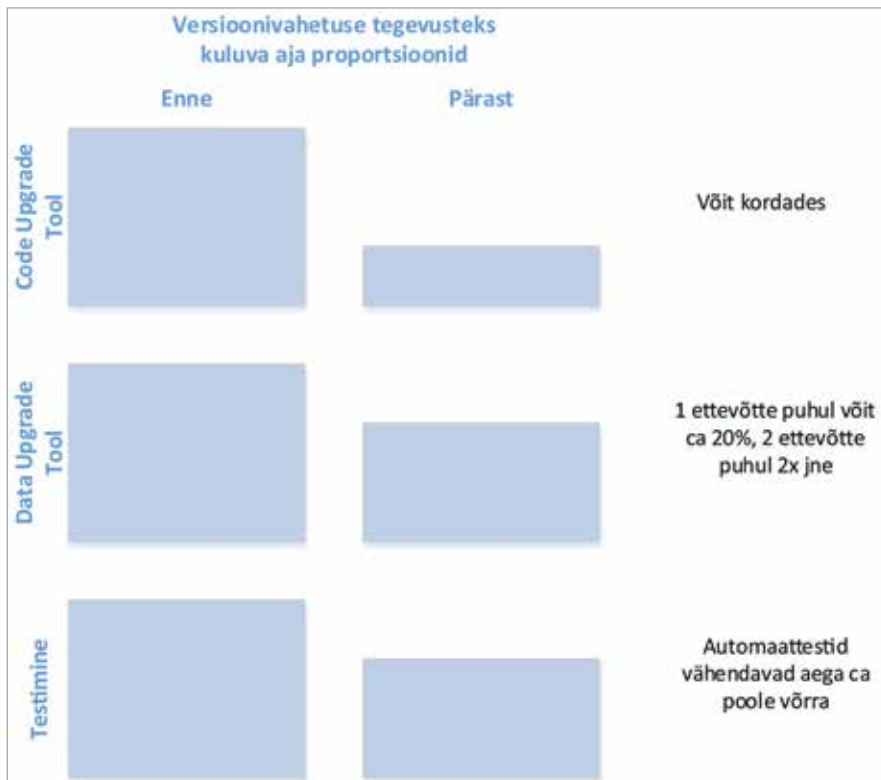 Versioonivahetuse tegevusteks
kuluva aja proportsioonid
Enne
Pärast
Code Upgrade
Tool
Võit kordades
Data Upgrade
Tool
1 ettevõtte puhul võit
ca 20%, 2 ettevõtte
puhul 2x jne
Testimine
Automaattestid
vähendavad aega ca
poole võrra